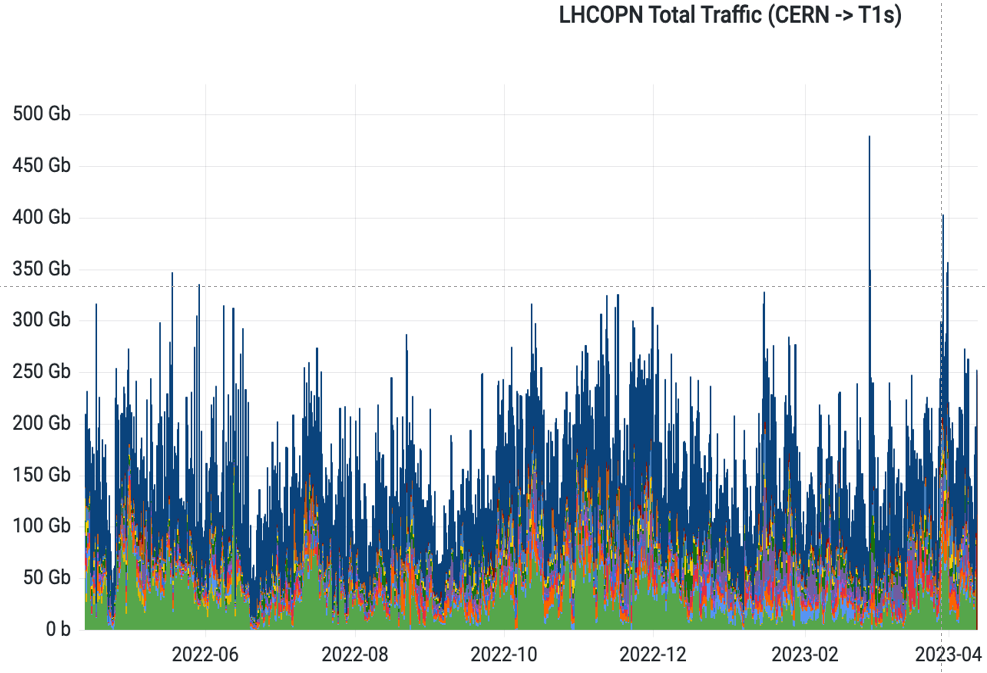 LHCOPN Total Traffic (CERN -> T1s)
500 Gb
450 Gb
400 Gb
350 Gb
300 Gb
250 Gb
200 Gb
150 Gb
100 Gb
50 Gb
0 b
2022-06 2022-08 2022-10 2022-12 2023-02 2023-04